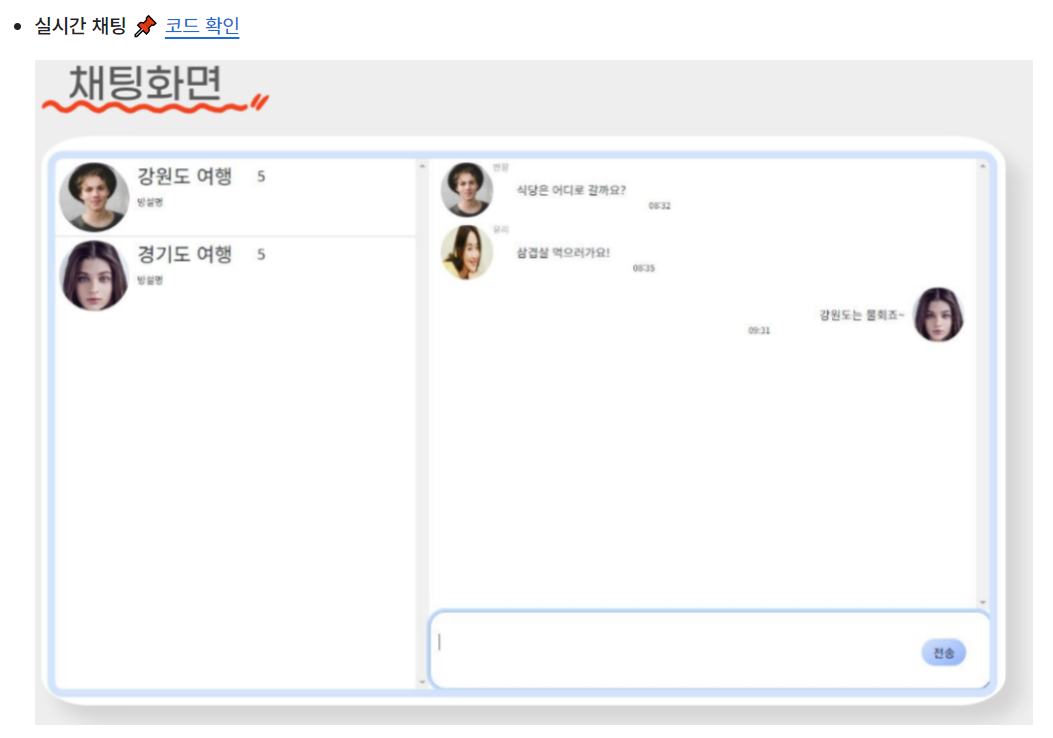 실시간 채팅 📌 코드 확인
채팅화면
강원도 여행 5
방설명
경기도 여행 5
방설명
반장
식당은 어디로 갈까요?
08:32
유리
삼겹살 먹으러가요!
08:35
강원도는 물회죠~
09:31
전송